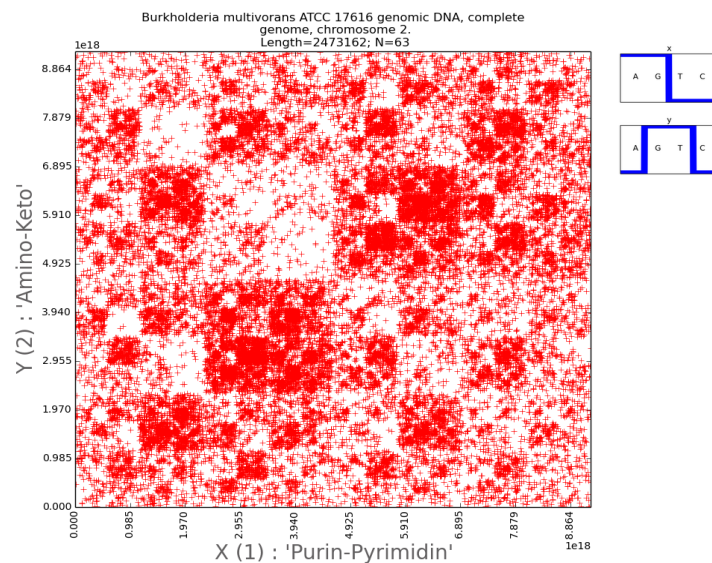 Burkholderia multivorans ATCC 17616 genomic DNA, complete
genome, chromosome 2.
Length=2473162; N=63
1e18
8.864
7.879
6.895
5.910
4.925
3.940
2.955
1.970
0.985
0.000
Y (2) : 'Amino-Keto'
0.000
0.985
1.970
2.955
3.940
4.925
5.910
6.895
7.879
8.864
1e18
X (1) : 'Purin-Pyrimidin'
x
A G T C
y
A G T C